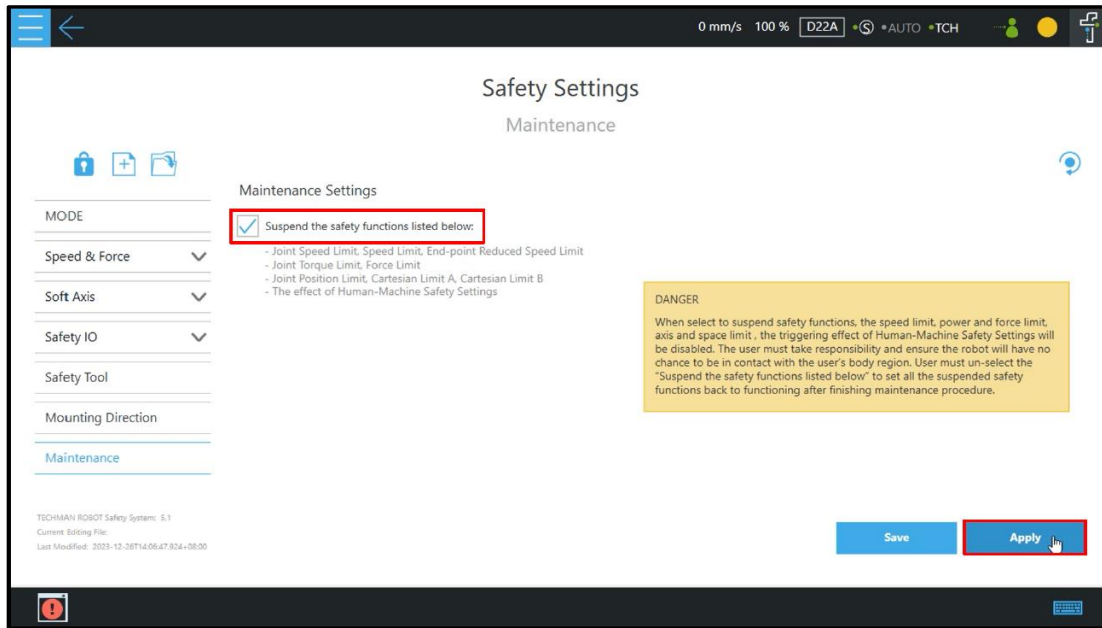 0 mm/s 100 % D22A S AUTO TCH
Safety Settings
Maintenance
Maintenance Settings
MODE
Suspend the safety functions listed below:
Speed & Force
- Joint Speed Limit, Speed Limit, End-point Reduced Speed Limit
- Joint Torque Limit, Force Limit
- Joint Position Limit, Cartesian Limit A, Cartesian Limit B
- The effect of Human-Machine Safety Settings
Soft Axis
Safety IO
Safety Tool
Mounting Direction
Maintenance
DANGER
When select to suspend safety functions, the speed limit, power and force limit,
axis and space limit , the triggering effect of Human-Machine Safety Settings will
be disabled. The user must take responsibility and ensure the robot will have no
chance to be in contact with the user's body region. User must un-select the
"Suspend the safety functions listed below" to set all the suspended safety
functions back to functioning after finishing maintenance procedure.
TECHMAN ROBOT Safety System: 5.1
Current Editing File:
Last Modified: 2023-12-26T14:06:47.924+08:00
Save
Apply